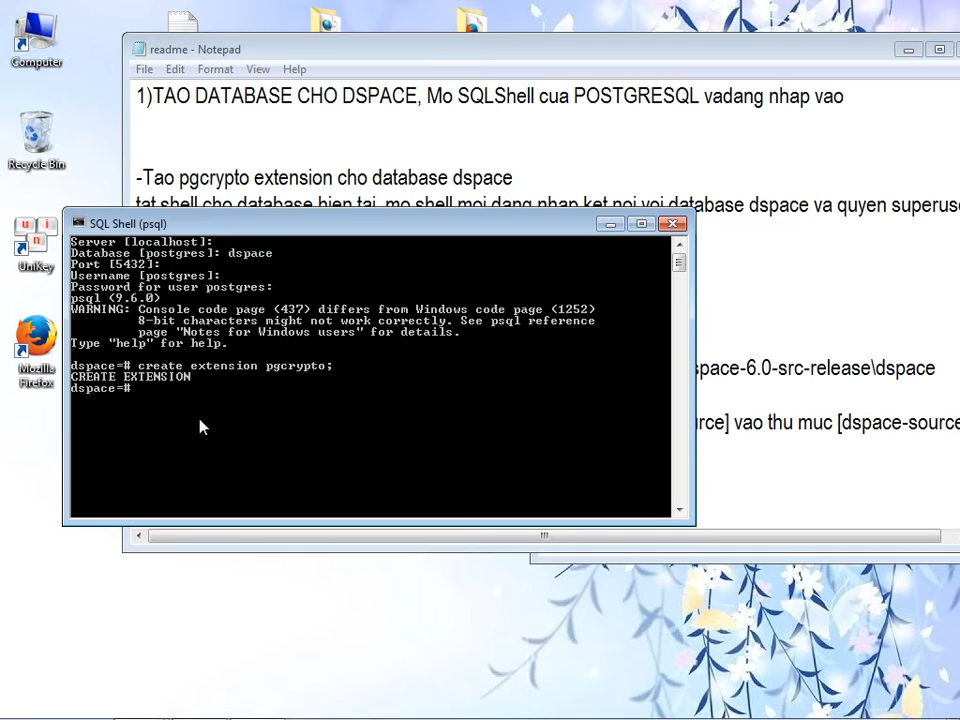 Computer
Recycle Bin
UniKey
Mozilla
Firefox
readme - Notepad
File Edit Format View Help
1)TAO DATABASE CHO DSPACE, Mo SQLShell cua POSTGRESQL vadang nhap vao
-Tao pgcrypto extension cho database dspace
tat shell cho database hien tai, mo shell moi dang nhap ket noi voi database dspace va quyen superuse
space-6.0-src-release\dspace
urce] vao thu muc [dspace-source
SQL Shell (psql)
Server [localhost]:
Database [postgres]: dspace
Port [5432]:
Username [postgres]:
Password for user postgres:
psql (9.6.0)
WARNING: Console code page (437) differs from Windows code page (1252)
8-bit characters might not work correctly. See psql reference
page "Notes for Windows users" for details.
Type "help" for help.
dspace=# create extension pgcrypto;
CREATE EXTENSION
dspace=#